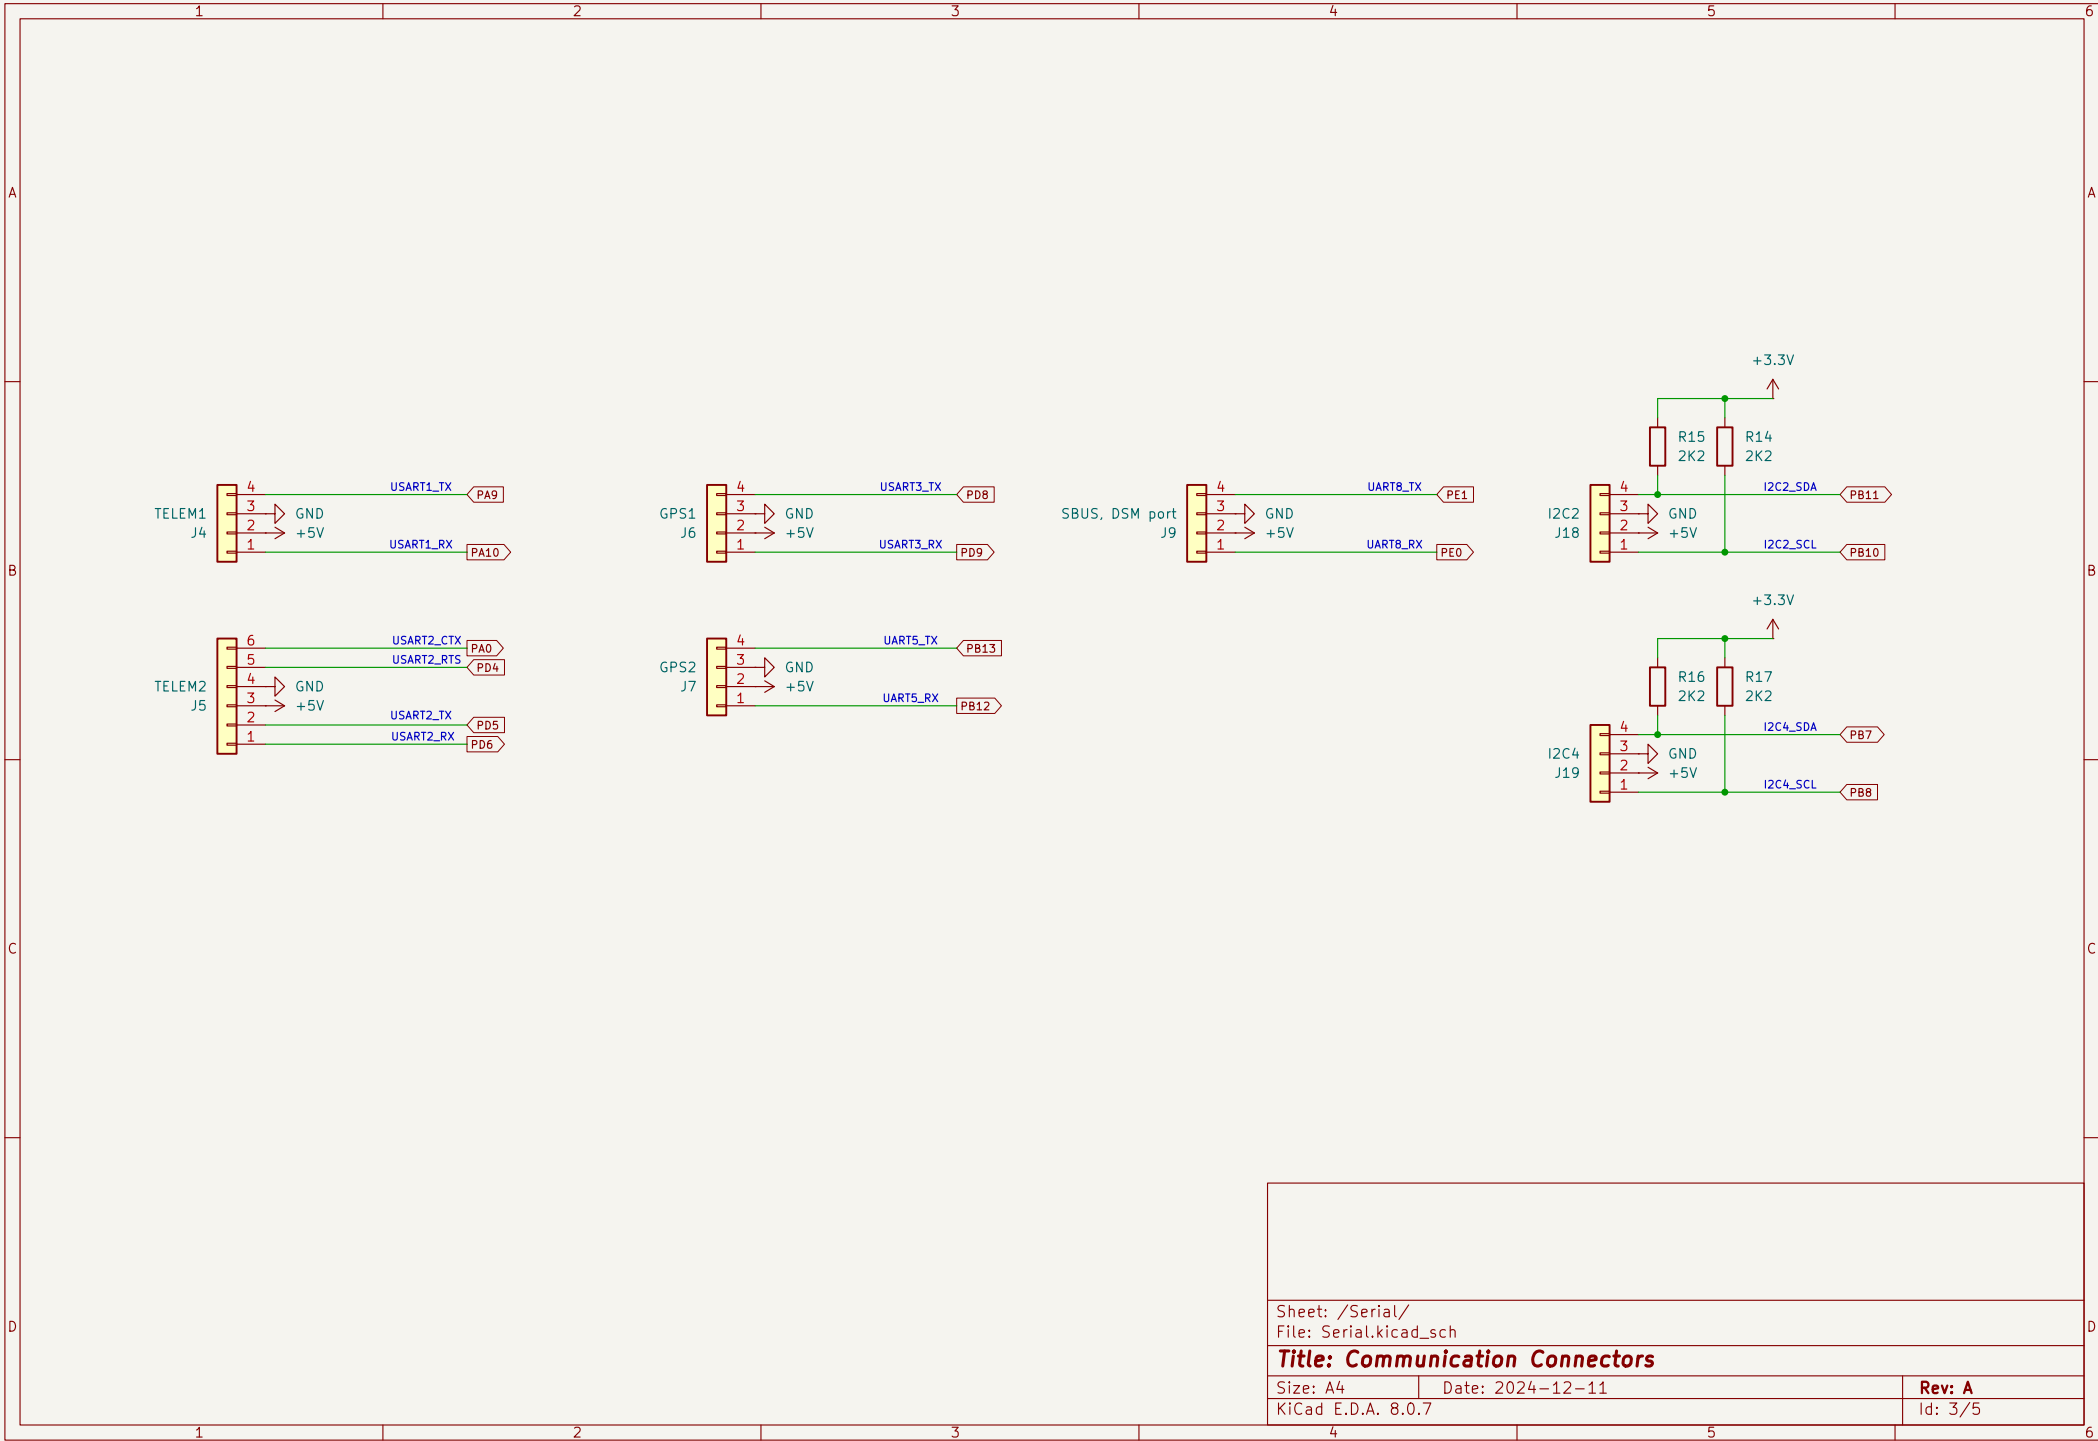 1 2 3 4 5 6
A A
+3.3V
R15 R14
2K2 2K2
4 USART1_TX PA9
TELEM1 3 GND
J4 2 +5V
1 USART1_RX PA10
4 USART3_TX PD8
GPS1 3 GND
J6 2 +5V
1 USART3_RX PD9
4 UART8_TX PE1
SBUS, DSM port 3 GND
J9 2 +5V
1 UART8_RX PE0
4 I2C2_SDA PB11
I2C2 3 GND
J18 2 +5V
1 I2C2_SCL PB10
B B
6 USART2_CTX PA0
5 USART2_RTS PD4
TELEM2 4 GND
J5 3 +5V
2 USART2_TX PD5
1 USART2_RX PD6
4 UART5_TX PB13
GPS2 3 GND
J7 2 +5V
1 UART5_RX PB12
+3.3V
R16 R17
2K2 2K2
4 I2C4_SDA PB7
I2C4 3 GND
J19 2 +5V
1 I2C4_SCL PB8
C C
D D
Sheet: /Serial/
File: Serial.kicad_sch
Title: Communication Connectors
Size: A4 Date: 2024-12-11 Rev: A
KiCad E.D.A. 8.0.7 Id: 3/5
1 2 3 4 5 6